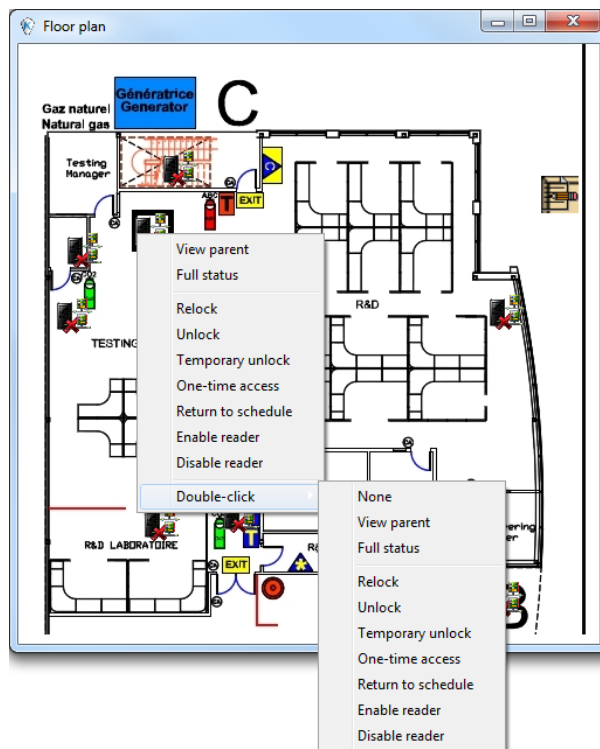 Floor plan
Génératrice
Generator
C
Gaz naturel
Natural gas
Testing
Manager
ABC
T
EXIT
View parent
Full status
Relock
Unlock
Temporary unlock
One-time access
Return to schedule
Enable reader
Disable reader
Double-click
R&D
TESTING
None
View parent
Full status
Relock
Unlock
Temporary unlock
One-time access
Return to schedule
Enable reader
Disable reader
R&D LABORATOIRE
T
EXIT